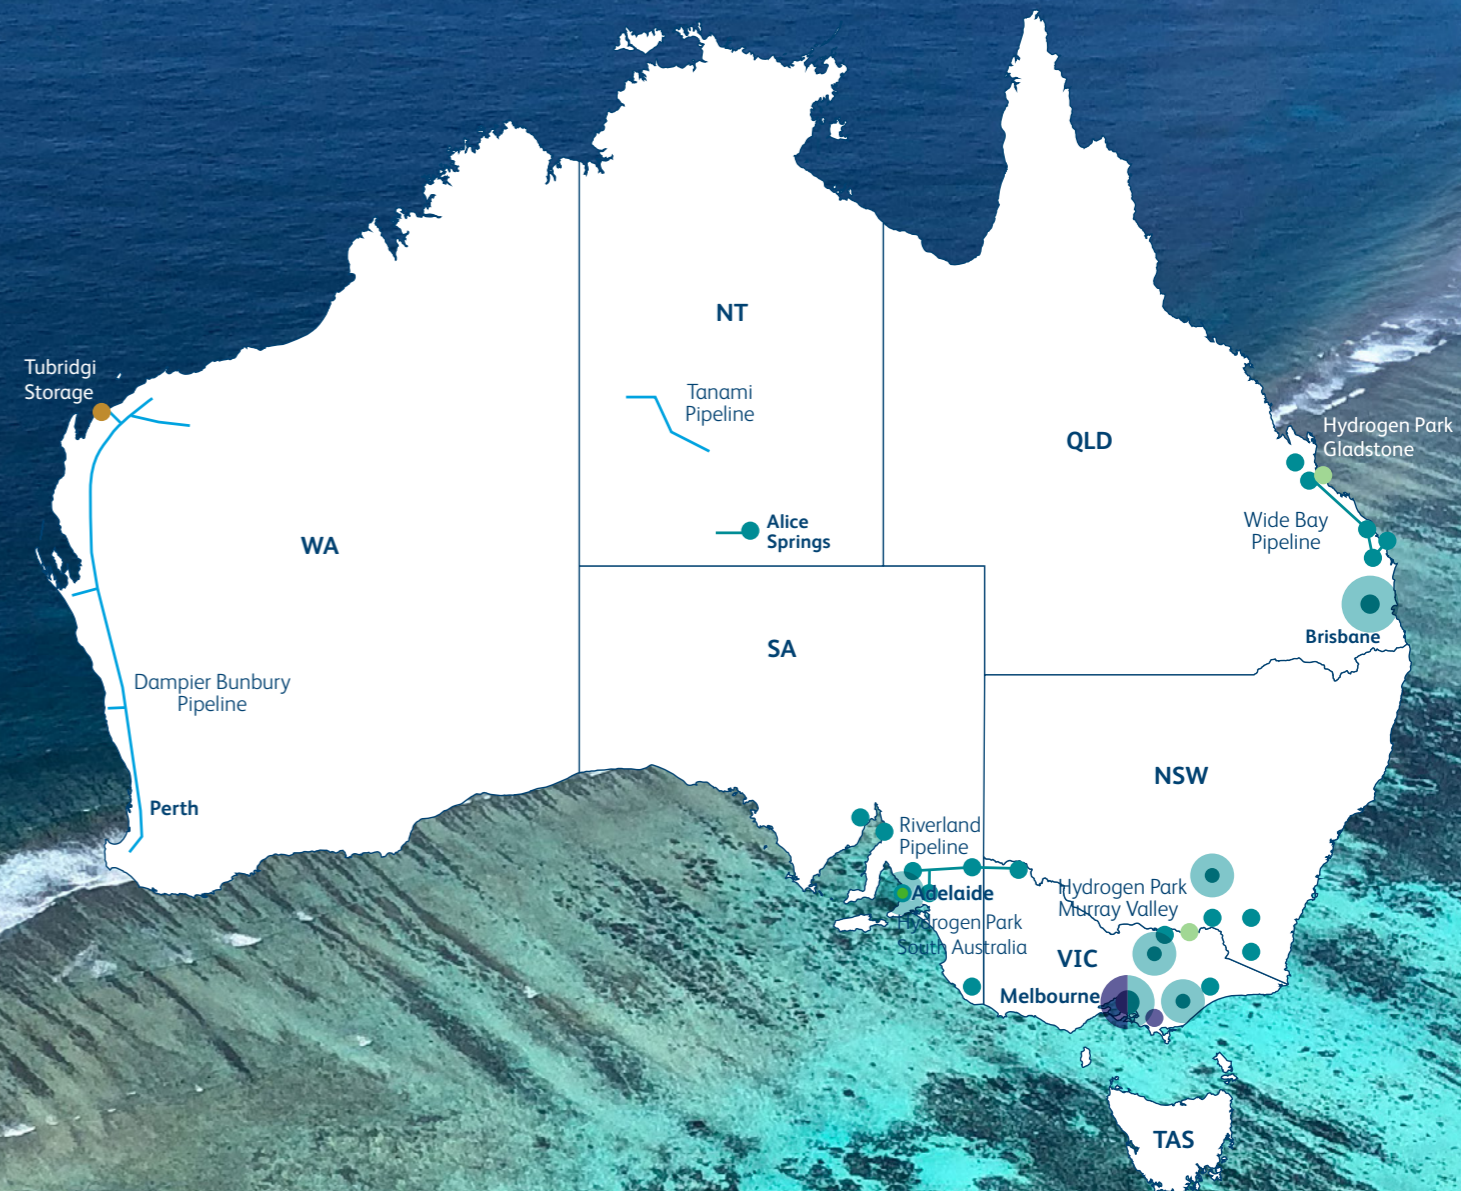 NT
Tubridgi
Storage
Tanami
Pipeline
QLD
Hydrogen Park
Gladstone
Wide Bay
Pipeline
Alice
Springs
WA
Brisbane
SA
Dampier Bunbury
Pipeline
NSW
Perth
Riverland
Pipeline
Adelaide
Hydrogen Park
Murray Valley
Hydrogen Park
South Australia
VIC
Melbourne
TAS